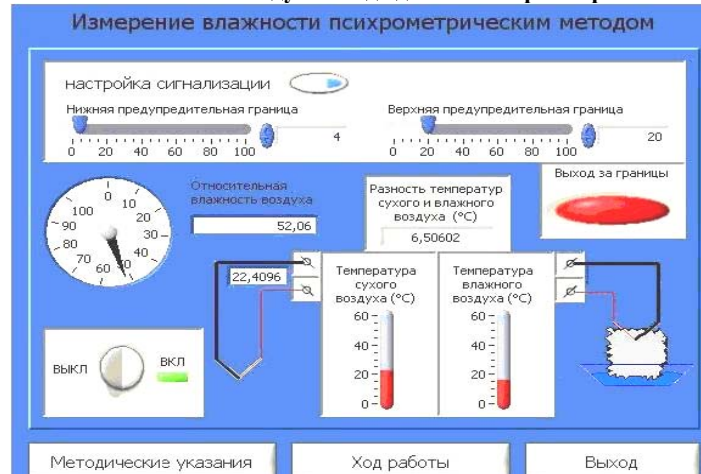 Измерение влажности психрометрическим методом
настройка сигнализации
Нижняя предупредительная граница
Верхняя предупредительная граница
4
20
0 20 40 60 80 100
0 20 40 60 80 100
Выход за границы
0
10
20
30
40
50
60
70
80
90
100
Относительная
влажность воздуха
52,06
Разность температур
сухого и влажного
воздуха (°C)
6,50602
22,4096
Температура
сухого
воздуха (°C)
60
40
20
0
Температура
влажного
воздуха (°C)
60
40
20
0
ВЫКЛ
ВКЛ
Методические указания
Ход работы
Выход